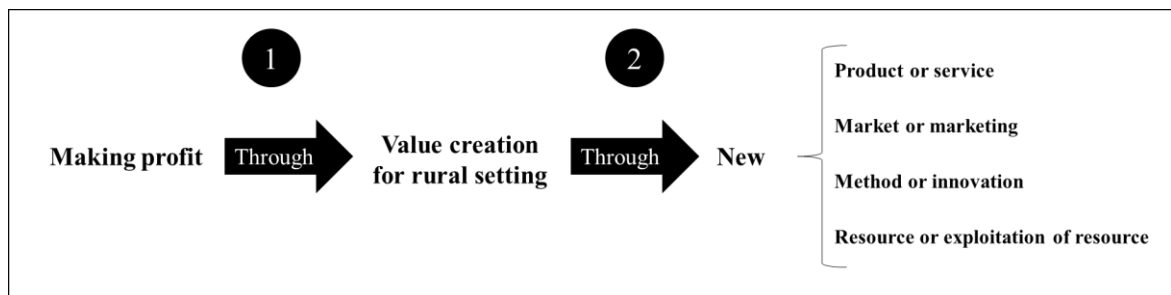 1
2
Making profit
Through
Value creation
for rural setting
Through
New
Product or service
Market or marketing
Method or innovation
Resource or exploitation of resource